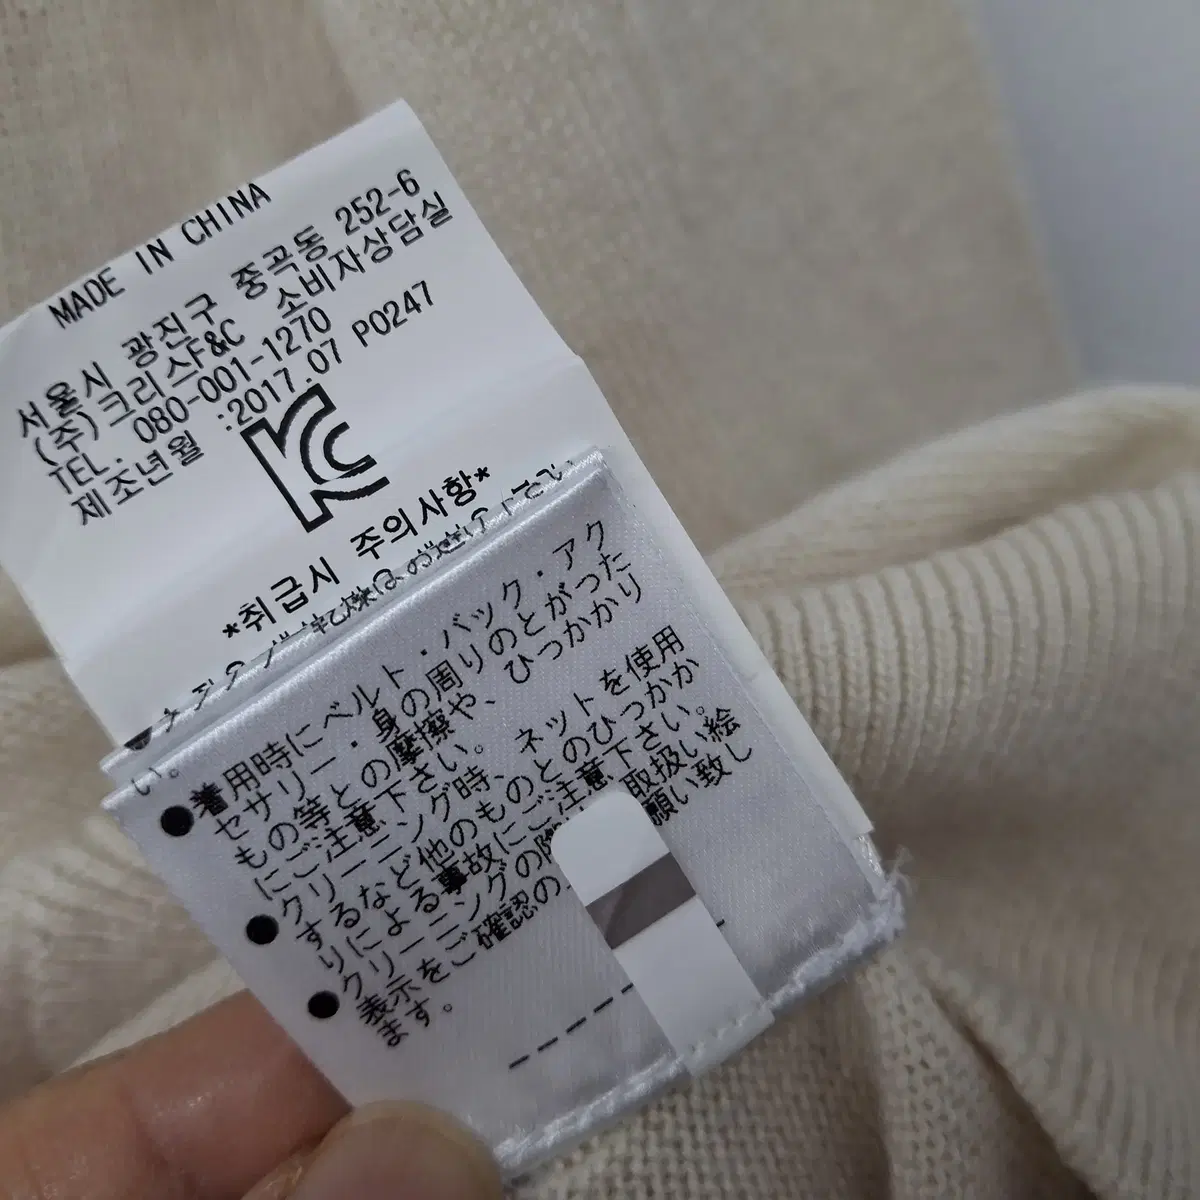 MADE IN CHINA
서울시 광진구 중곡동 252-6
(주)크리스F&C 소비자상담실
TEL. 080-001-1270
제조년월 :2017.07 P0247
*취급시 주의사항*
い。
●着用時にベルト・バック・アク
セサリー・身の周りのとがった
もの等との摩擦や、ひっかかり
にご注意下さい。
●クリーニング時、ネットを使用
するなど他のものとのひっかか
りによる事故にご注意下さい。
●クリーニングの際 取扱い絵
表示をご確認の 願い致し
ます。